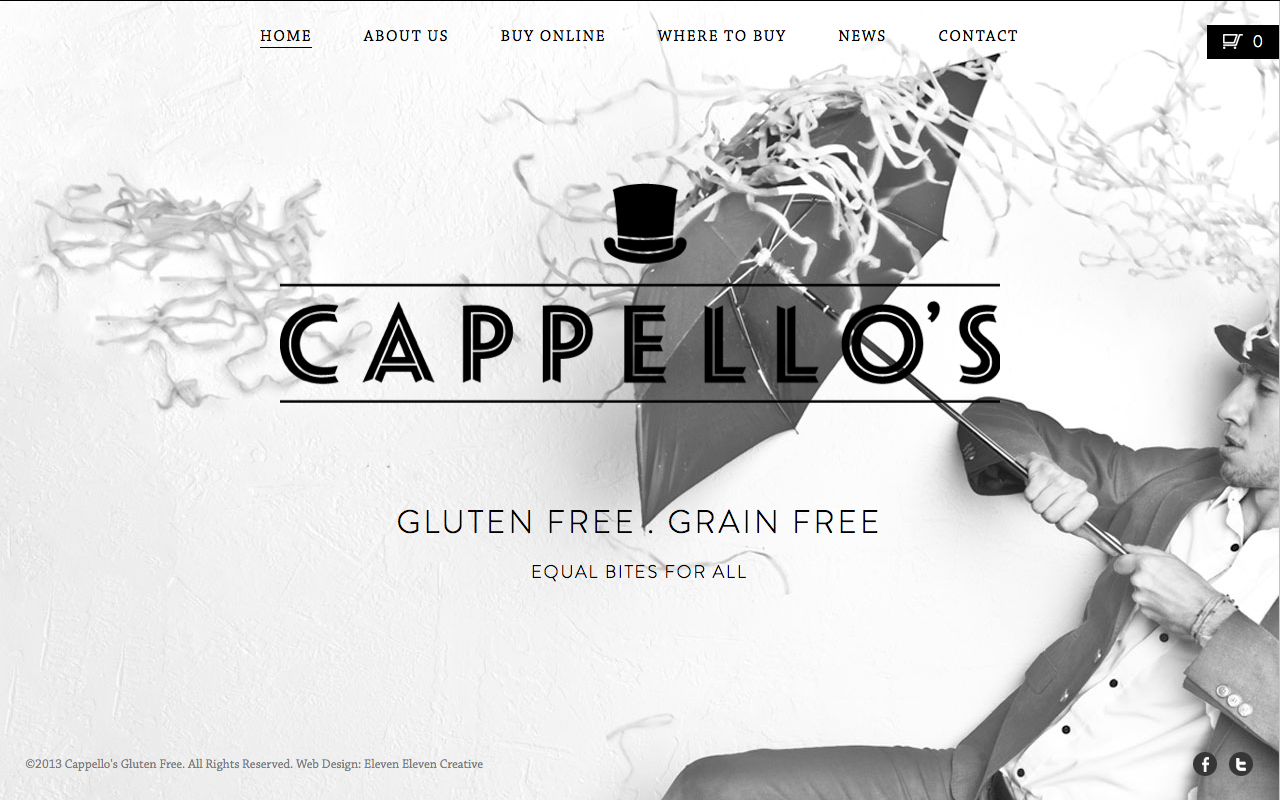 HOME ABOUT US BUY ONLINE WHERE TO BUY NEWS CONTACT
0
CAPPELLO'S
GLUTEN FREE . GRAIN FREE
EQUAL BITES FOR ALL
©2013 Cappello's Gluten Free. All Rights Reserved. Web Design: Eleven Eleven Creative